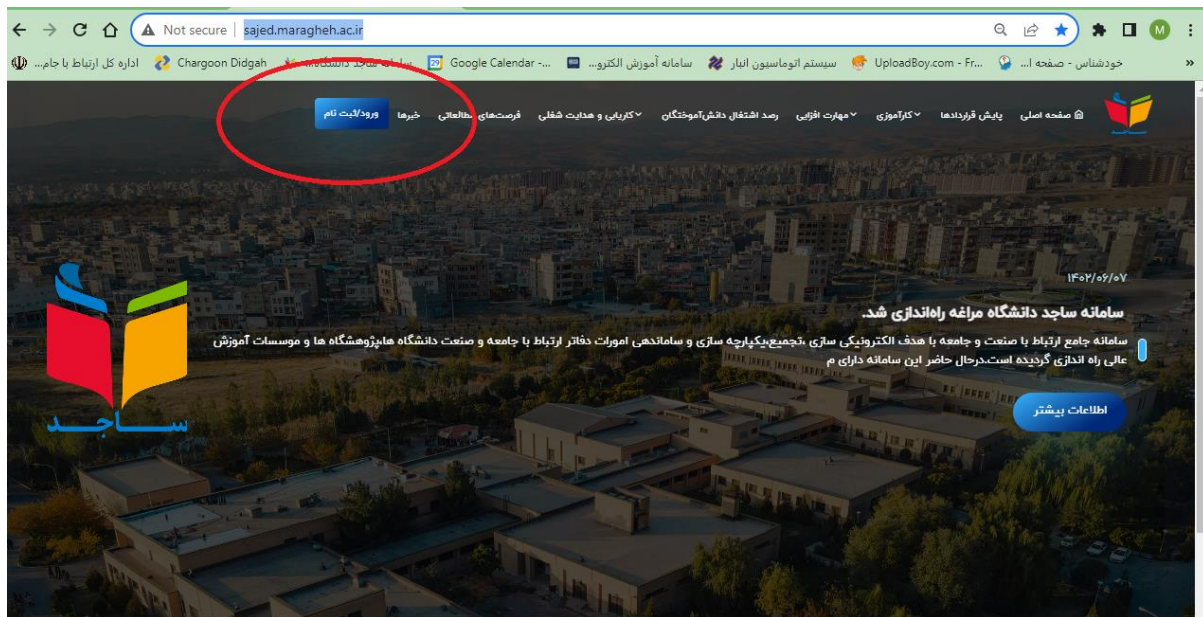 Not secure | sajed.maragheh.ac.ir
M
اداره کل ارتباط با جام...
Chargoon Didgah
Google Calendar -...
سامانه آموزش الکترو...
سیستم اتوماسیون انبار
UploadBoy.com - Fr...
خودشناس - صفحه ا...
»
صفحه اصلی
پایش قراردادها
کارآموزی
مهارت افزایی
رصد اشتغال دانش‌آموختگان
کاریابی و هدایت شغلی
فرصت‌های مطالعاتی
خبرها
ورود/ثبت نام
۱۴۰۲/۰۶/۰۷
سامانه ساجد دانشگاه مراغه راه‌اندازی شد.
سامانه جامع ارتباط با صنعت و جامعه با هدف الکترونیکی سازی ،تجمیع،یکپارچه سازی و ساماندهی امورات دفاتر ارتباط با جامعه و صنعت دانشگاه ها،پژوهشگاه ها و موسسات آموزش
عالی راه اندازی گردیده است.درحال حاضر این سامانه دارای م
اطلاعات بیشتر
ساجد